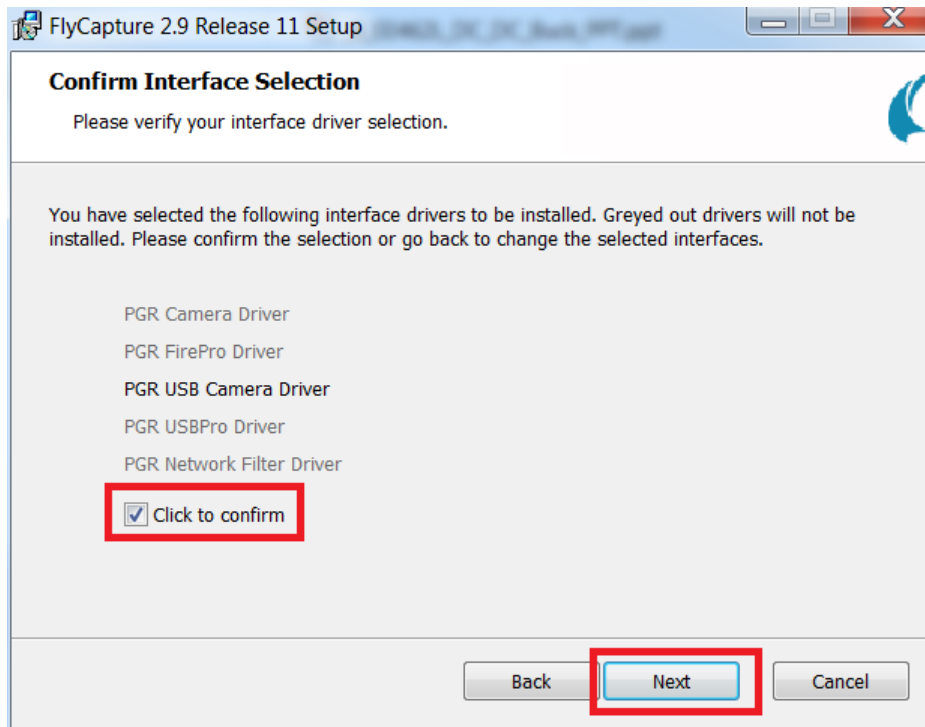 FlyCapture 2.9 Release 11 Setup
Confirm Interface Selection
Please verify your interface driver selection.
You have selected the following interface drivers to be installed. Greyed out drivers will not be
installed. Please confirm the selection or go back to change the selected interfaces.
PGR Camera Driver
PGR FirePro Driver
PGR USB Camera Driver
PGR USBPro Driver
PGR Network Filter Driver
Click to confirm
Back Next Cancel